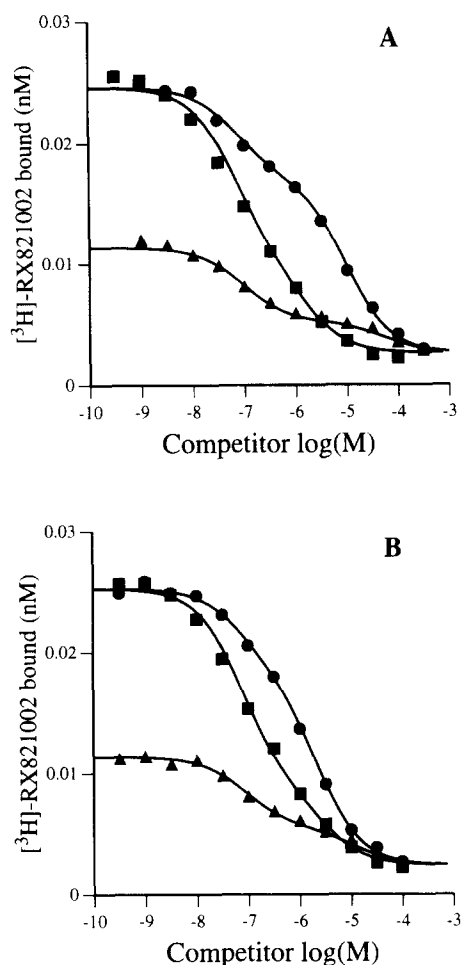 A
[³H]-RX821002 bound (nM)
0.03
0.02
0.01
0
-10 -9 -8 -7 -6 -5 -4 -3
Competitor log(M)
B
[³H]-RX821002 bound (nM)
0.03
0.02
0.01
0
-10 -9 -8 -7 -6 -5 -4 -3
Competitor log(M)